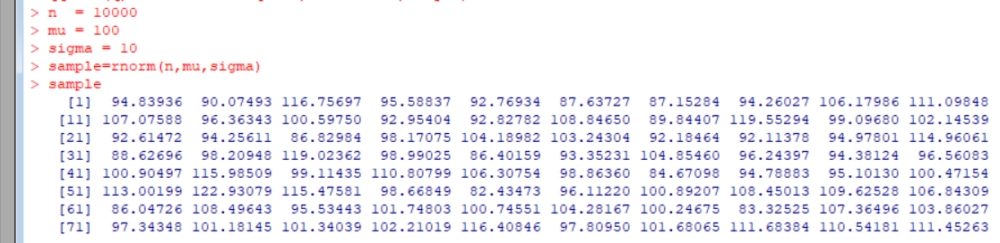 > n  = 10000
> mu = 100
> sigma = 10
> sample=rnorm(n,mu,sigma)
> sample
[1] 94.83936 90.07493 116.75697 95.58837 92.76934 87.63727 87.15284 94.26027 106.17986 111.09848
[11] 107.07588 96.36343 100.59750 92.95404 92.82782 108.84650 89.84407 119.55294 99.09680 102.14539
[21] 92.61472 94.25611 86.82984 98.17075 104.18982 103.24304 92.18464 92.11378 94.97801 114.96061
[31] 88.62696 98.20948 119.02362 98.99025 86.40159 93.35231 104.85460 96.24397 94.38124 96.56083
[41] 100.90497 115.98509 99.11435 110.80799 106.30754 98.86360 84.67098 94.78883 95.10130 100.47154
[51] 113.00199 122.93079 115.47581 98.66849 82.43473 96.11220 100.89207 108.45013 109.62528 106.84309
[61] 86.04726 108.49643 95.53443 101.74803 100.74551 104.28167 100.24675 83.32525 107.36496 103.86027
[71] 97.34348 101.18145 101.34039 102.21019 116.40846 97.80950 101.68065 111.68384 110.54181 111.45263